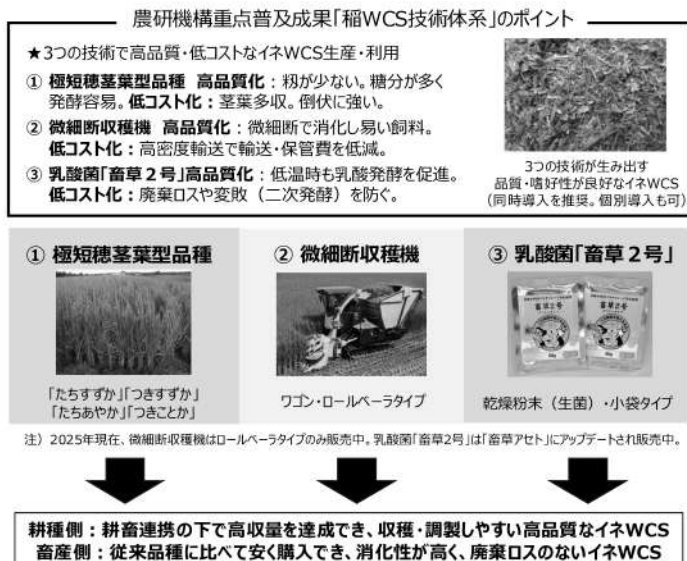 農研機構重点普及成果「稲WCS技術体系」のポイント
★3つの技術で高品質・低コストなイネWCS生産・利用
① 極短穂茎葉型品種 高品質化：籾が少ない。糖分が多く
発酵容易。低コスト化：茎葉多収。倒伏に強い。
② 微細断収穫機 高品質化：微細断で消化し易い飼料。
低コスト化：高密度輸送で輸送・保管費を低減。
③ 乳酸菌「畜草２号」高品質化：低温時も乳酸発酵を促進。
低コスト化：廃棄ロスや変敗（二次発酵）を防ぐ。
3つの技術が生み出す
品質・嗜好性が良好なイネWCS
（同時導入を推奨。個別導入も可）
① 極短穂茎葉型品種
「たちすずか」「つきすずか」
「たちあやか」「つきことか」
② 微細断収穫機
ワゴン・ロールベーラタイプ
③ 乳酸菌「畜草２号」
畜草2号
畜草2号
乾燥粉末（生菌）・小袋タイプ
注）2025年現在、微細断収穫機はロールベーラタイプのみ販売中。乳酸菌「畜草2号」は「畜草アセト」にアップデートされ販売中。
耕種側：耕畜連携の下で高収量を達成でき、収穫・調製しやすい高品質なイネWCS
畜産側：従来品種に比べて安く購入でき、消化性が高く、廃棄ロスのないイネWCS